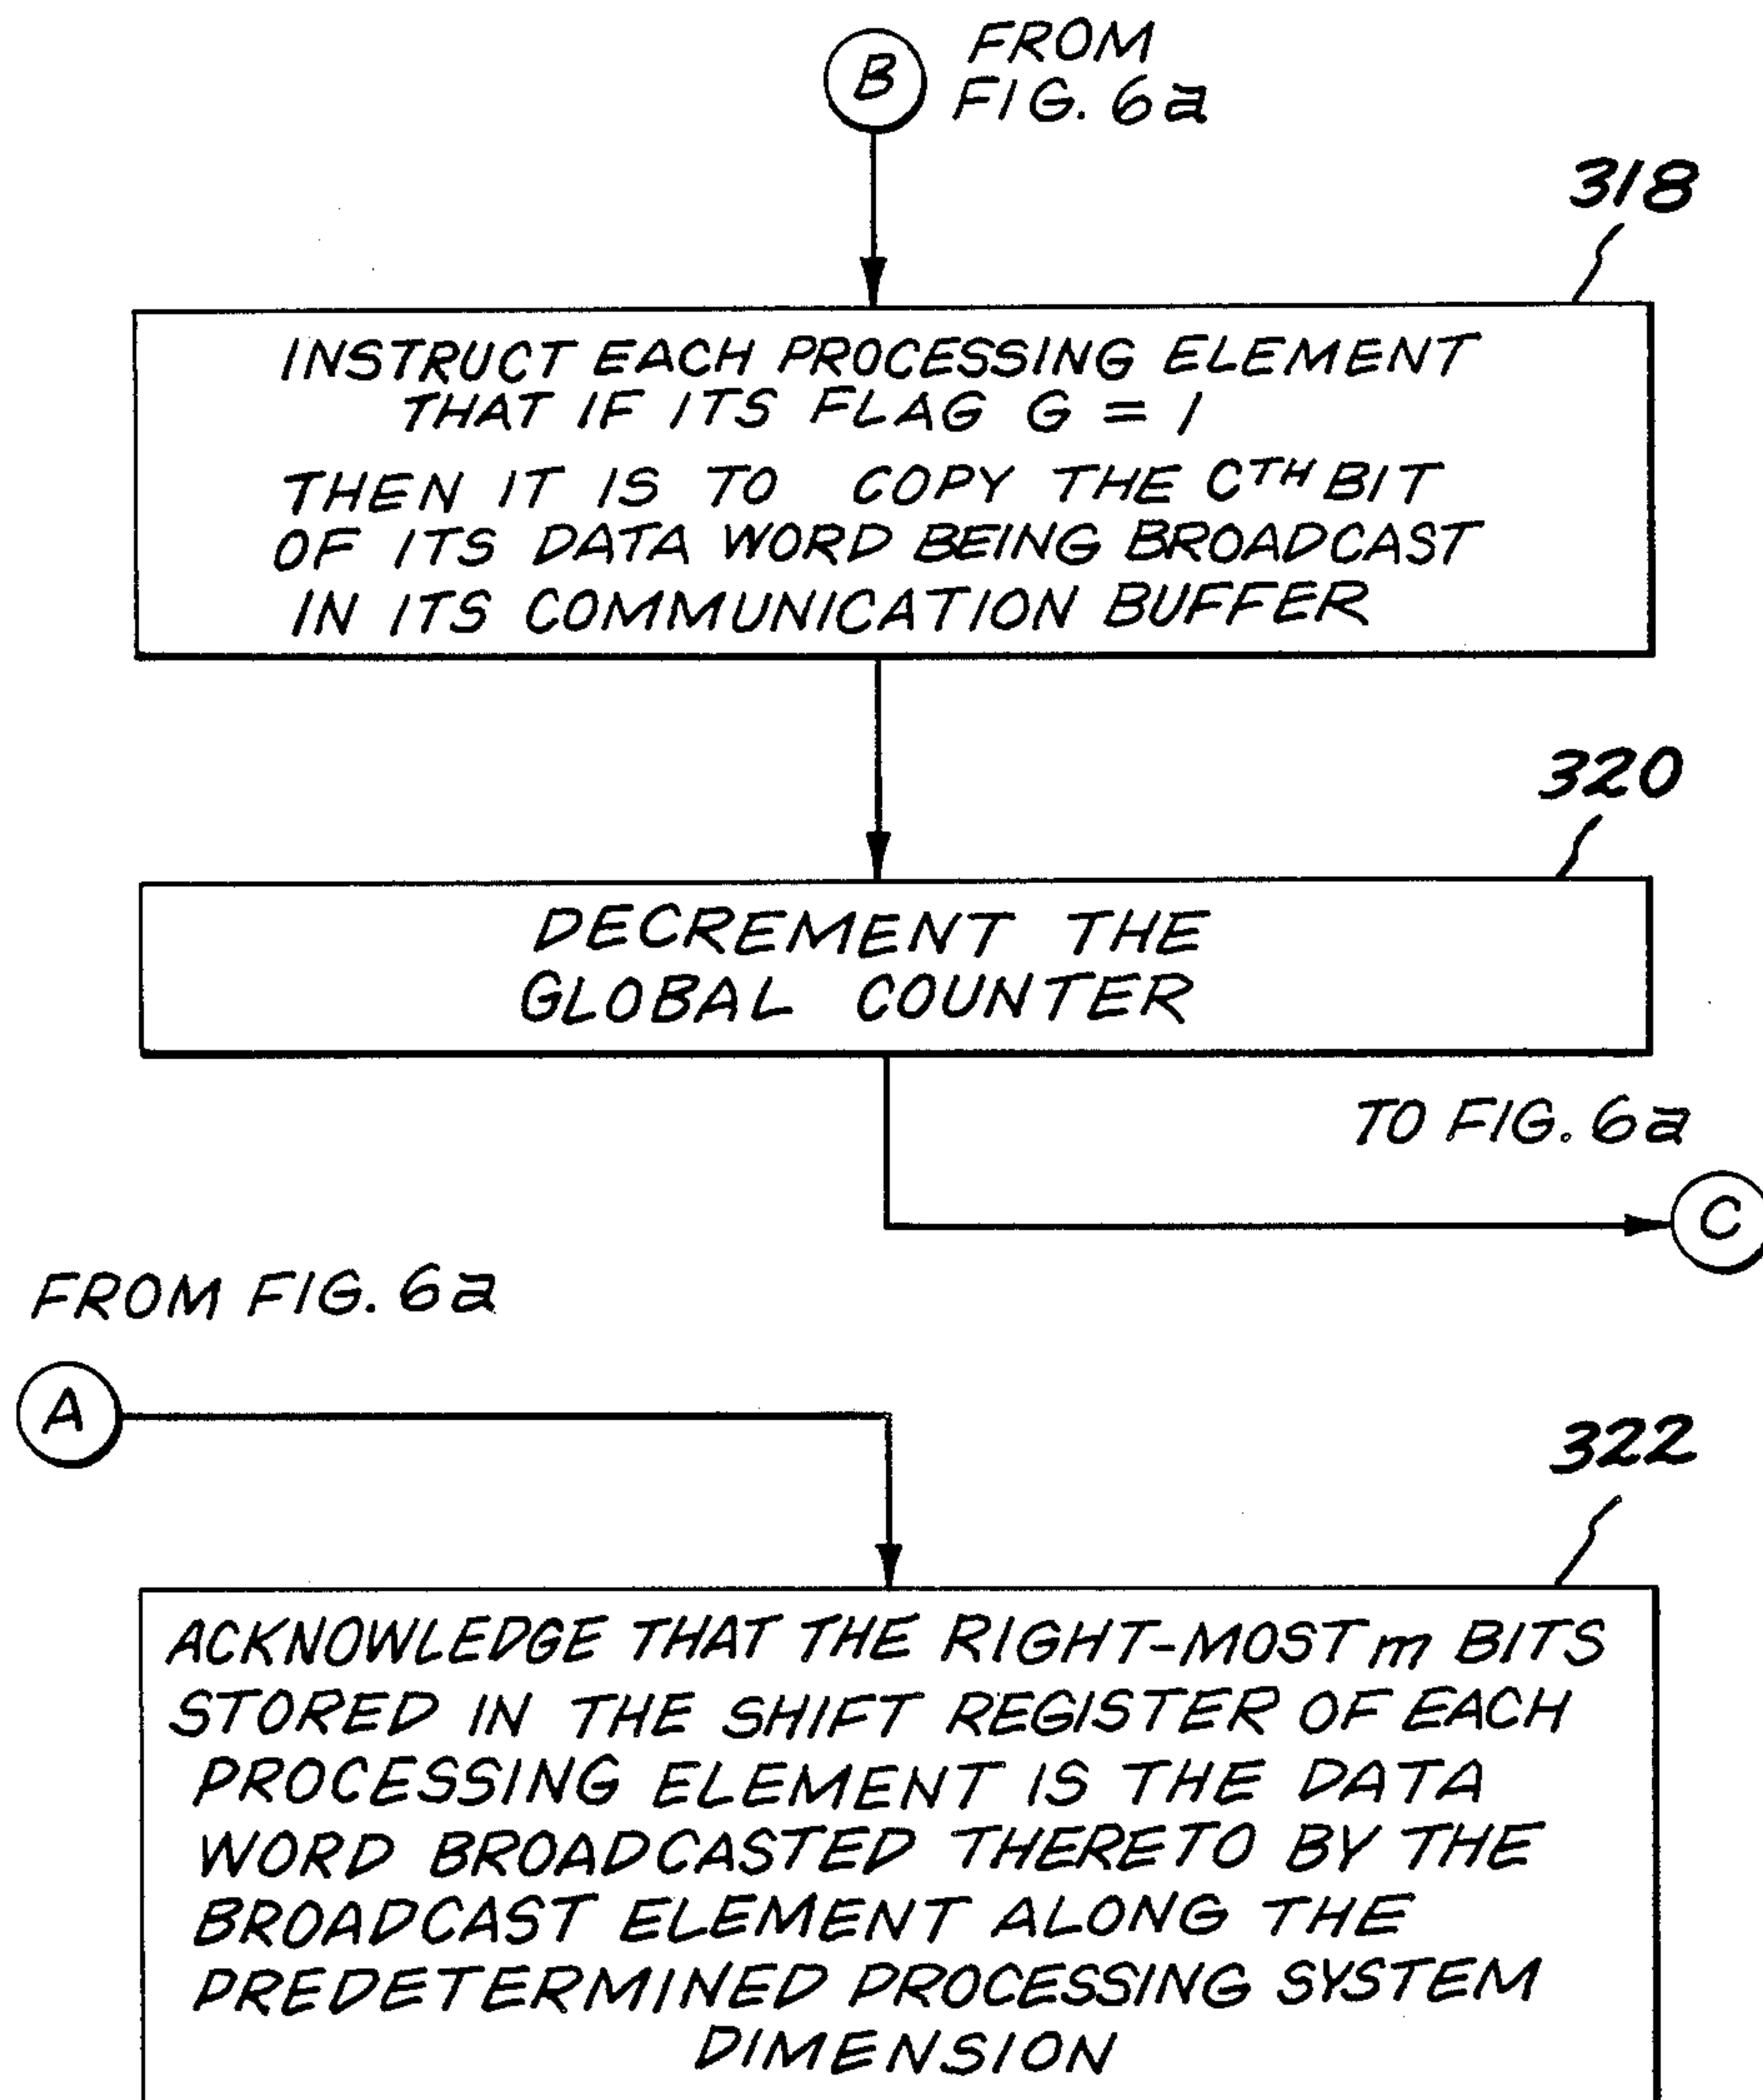 B
FROM
FIG. 6a
318
INSTRUCT EACH PROCESSING ELEMENT
THAT IF ITS FLAG G = 1
THEN IT IS TO COPY THE CTH BIT
OF ITS DATA WORD BEING BROADCAST
IN ITS COMMUNICATION BUFFER
320
DECREMENT THE
GLOBAL COUNTER
TO FIG. 6a
C
FROM FIG. 6a
A
322
ACKNOWLEDGE THAT THE RIGHT-MOST m BITS
STORED IN THE SHIFT REGISTER OF EACH
PROCESSING ELEMENT IS THE DATA
WORD BROADCASTED THERETO BY THE
BROADCAST ELEMENT ALONG THE
PREDETERMINED PROCESSING SYSTEM
DIMENSION